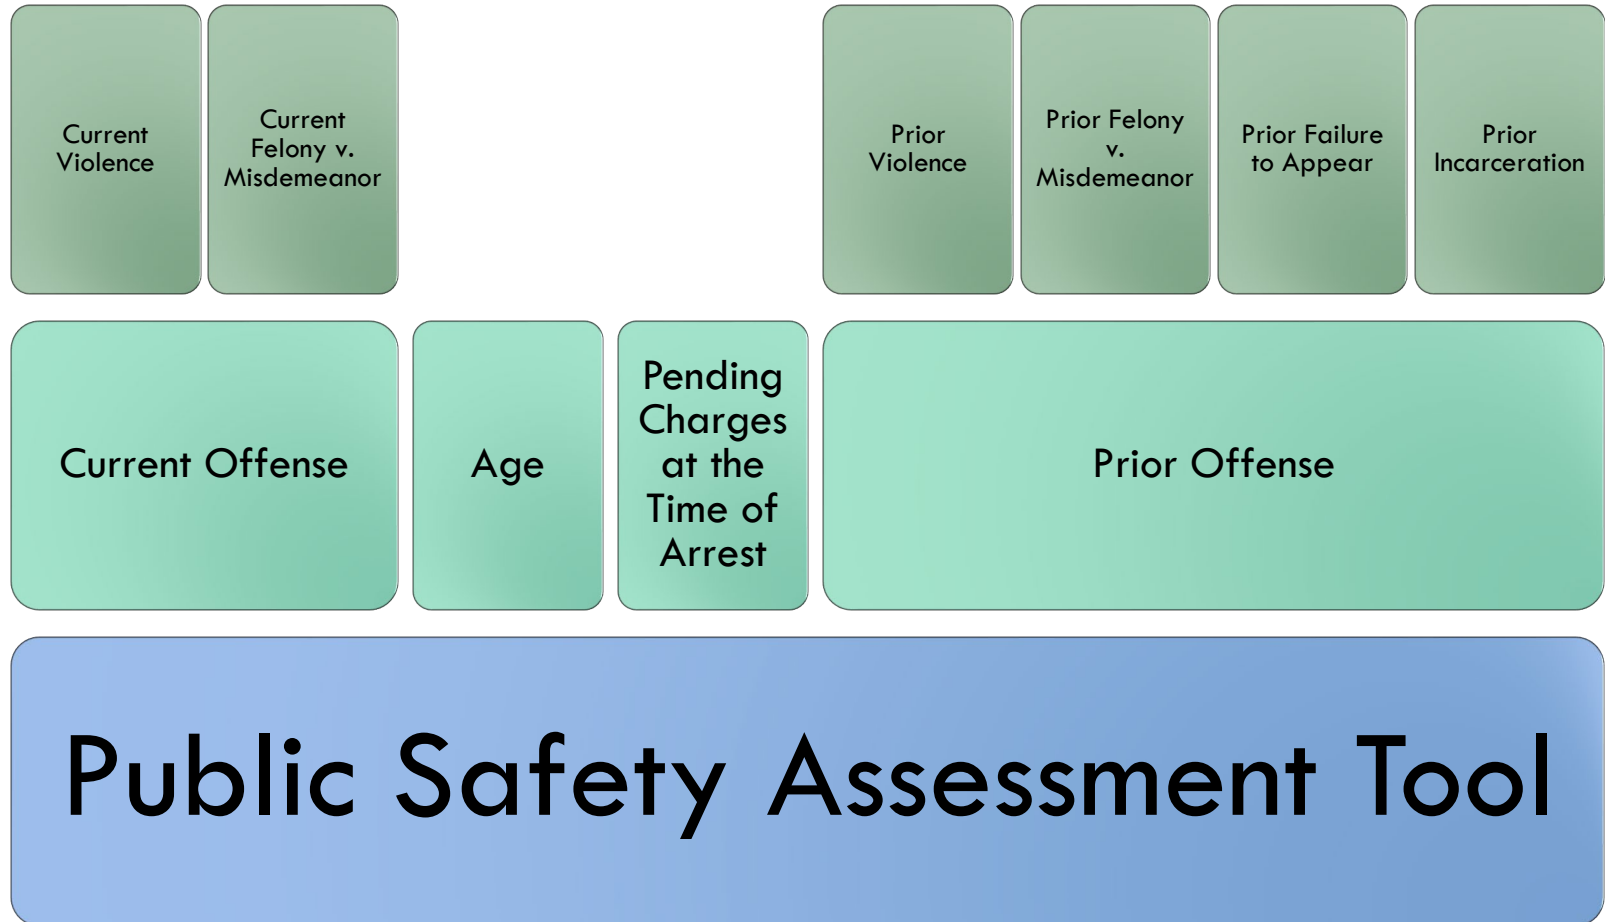 Current
Violence
Current
Felony v.
Misdemeanor
Prior
Violence
Prior Felony
v.
Misdemeanor
Prior Failure
to Appear
Prior
Incarceration
Current Offense
Age
Pending
Charges
at the
Time of
Arrest
Prior Offense
Public Safety Assessment Tool